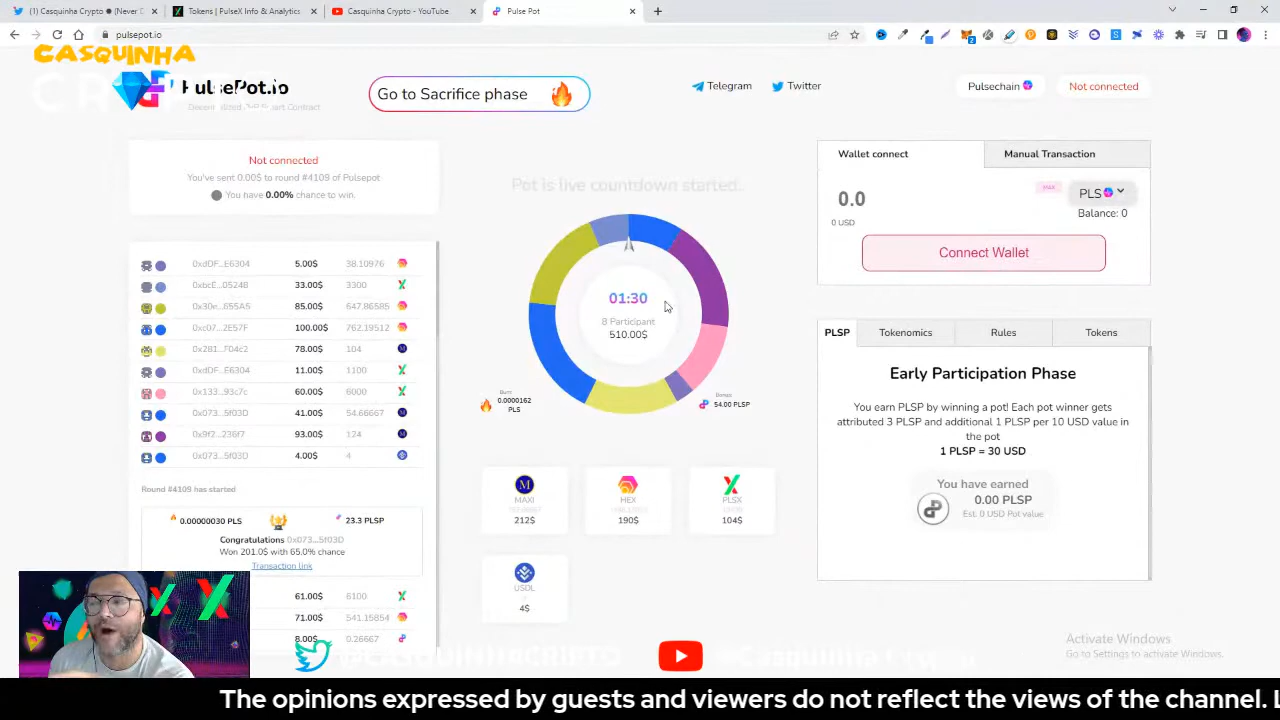 (1) Casquinha Crypto
Tokens | PulseX Info & Analytics
Casquinha Crypto - YouTube
Pulse Pot
pulsepot.io
CASQUINHA
PulsePot.io
Go to Sacrifice phase
Telegram
Twitter
Pulsechain
Not connected
Not connected
You've sent 0.00$ to round #4109 of Pulsepot
You have 0.00% chance to win.
Pot is live countdown started..
Wallet connect
Manual Transaction
0.0
MAX
PLS
0 USD
Balance: 0
Connect Wallet
0xdDF...E6304 5.00$ 38.10976
0xbcE...05248 33.00$ 3300
0x30e...655A5 85.00$ 647.86585
0xc07...2E57F 100.00$ 762.19512
0x281...F04c2 78.00$ 104
0xdDF...E6304 11.00$ 1100
0x133...93c7c 60.00$ 6000
0x073...5f03D 41.00$ 54.66667
0x9f2...236f7 93.00$ 124
0x073...5f03D 4.00$ 4
01:30
8 Participant
510.00$
Burn
0.0000162
PLS
54.00 PLSP
PLSP
Tokenomics
Rules
Tokens
Early Participation Phase
You earn PLSP by winning a pot! Each pot winner gets
attributed 3 PLSP and additional 1 PLSP per 10 USD value in
the pot
1 PLSP = 30 USD
You have earned
0.00 PLSP
Est. 0 USD Pot value
MAXI
212$
HEX
190$
PLSX
104$
USDL
4$
Round #4109 has started
0.00000030 PLS
23.3 PLSP
Congratulations 0x073...5f03D
Won 201.0$ with 65.0% chance
Transaction link
61.00$ 6100
71.00$ 541.15854
8.00$ 0.26667
Activate Windows
Go to Settings to activate Windows.
The opinions expressed by guests and viewers do not reflect the views of the channel.